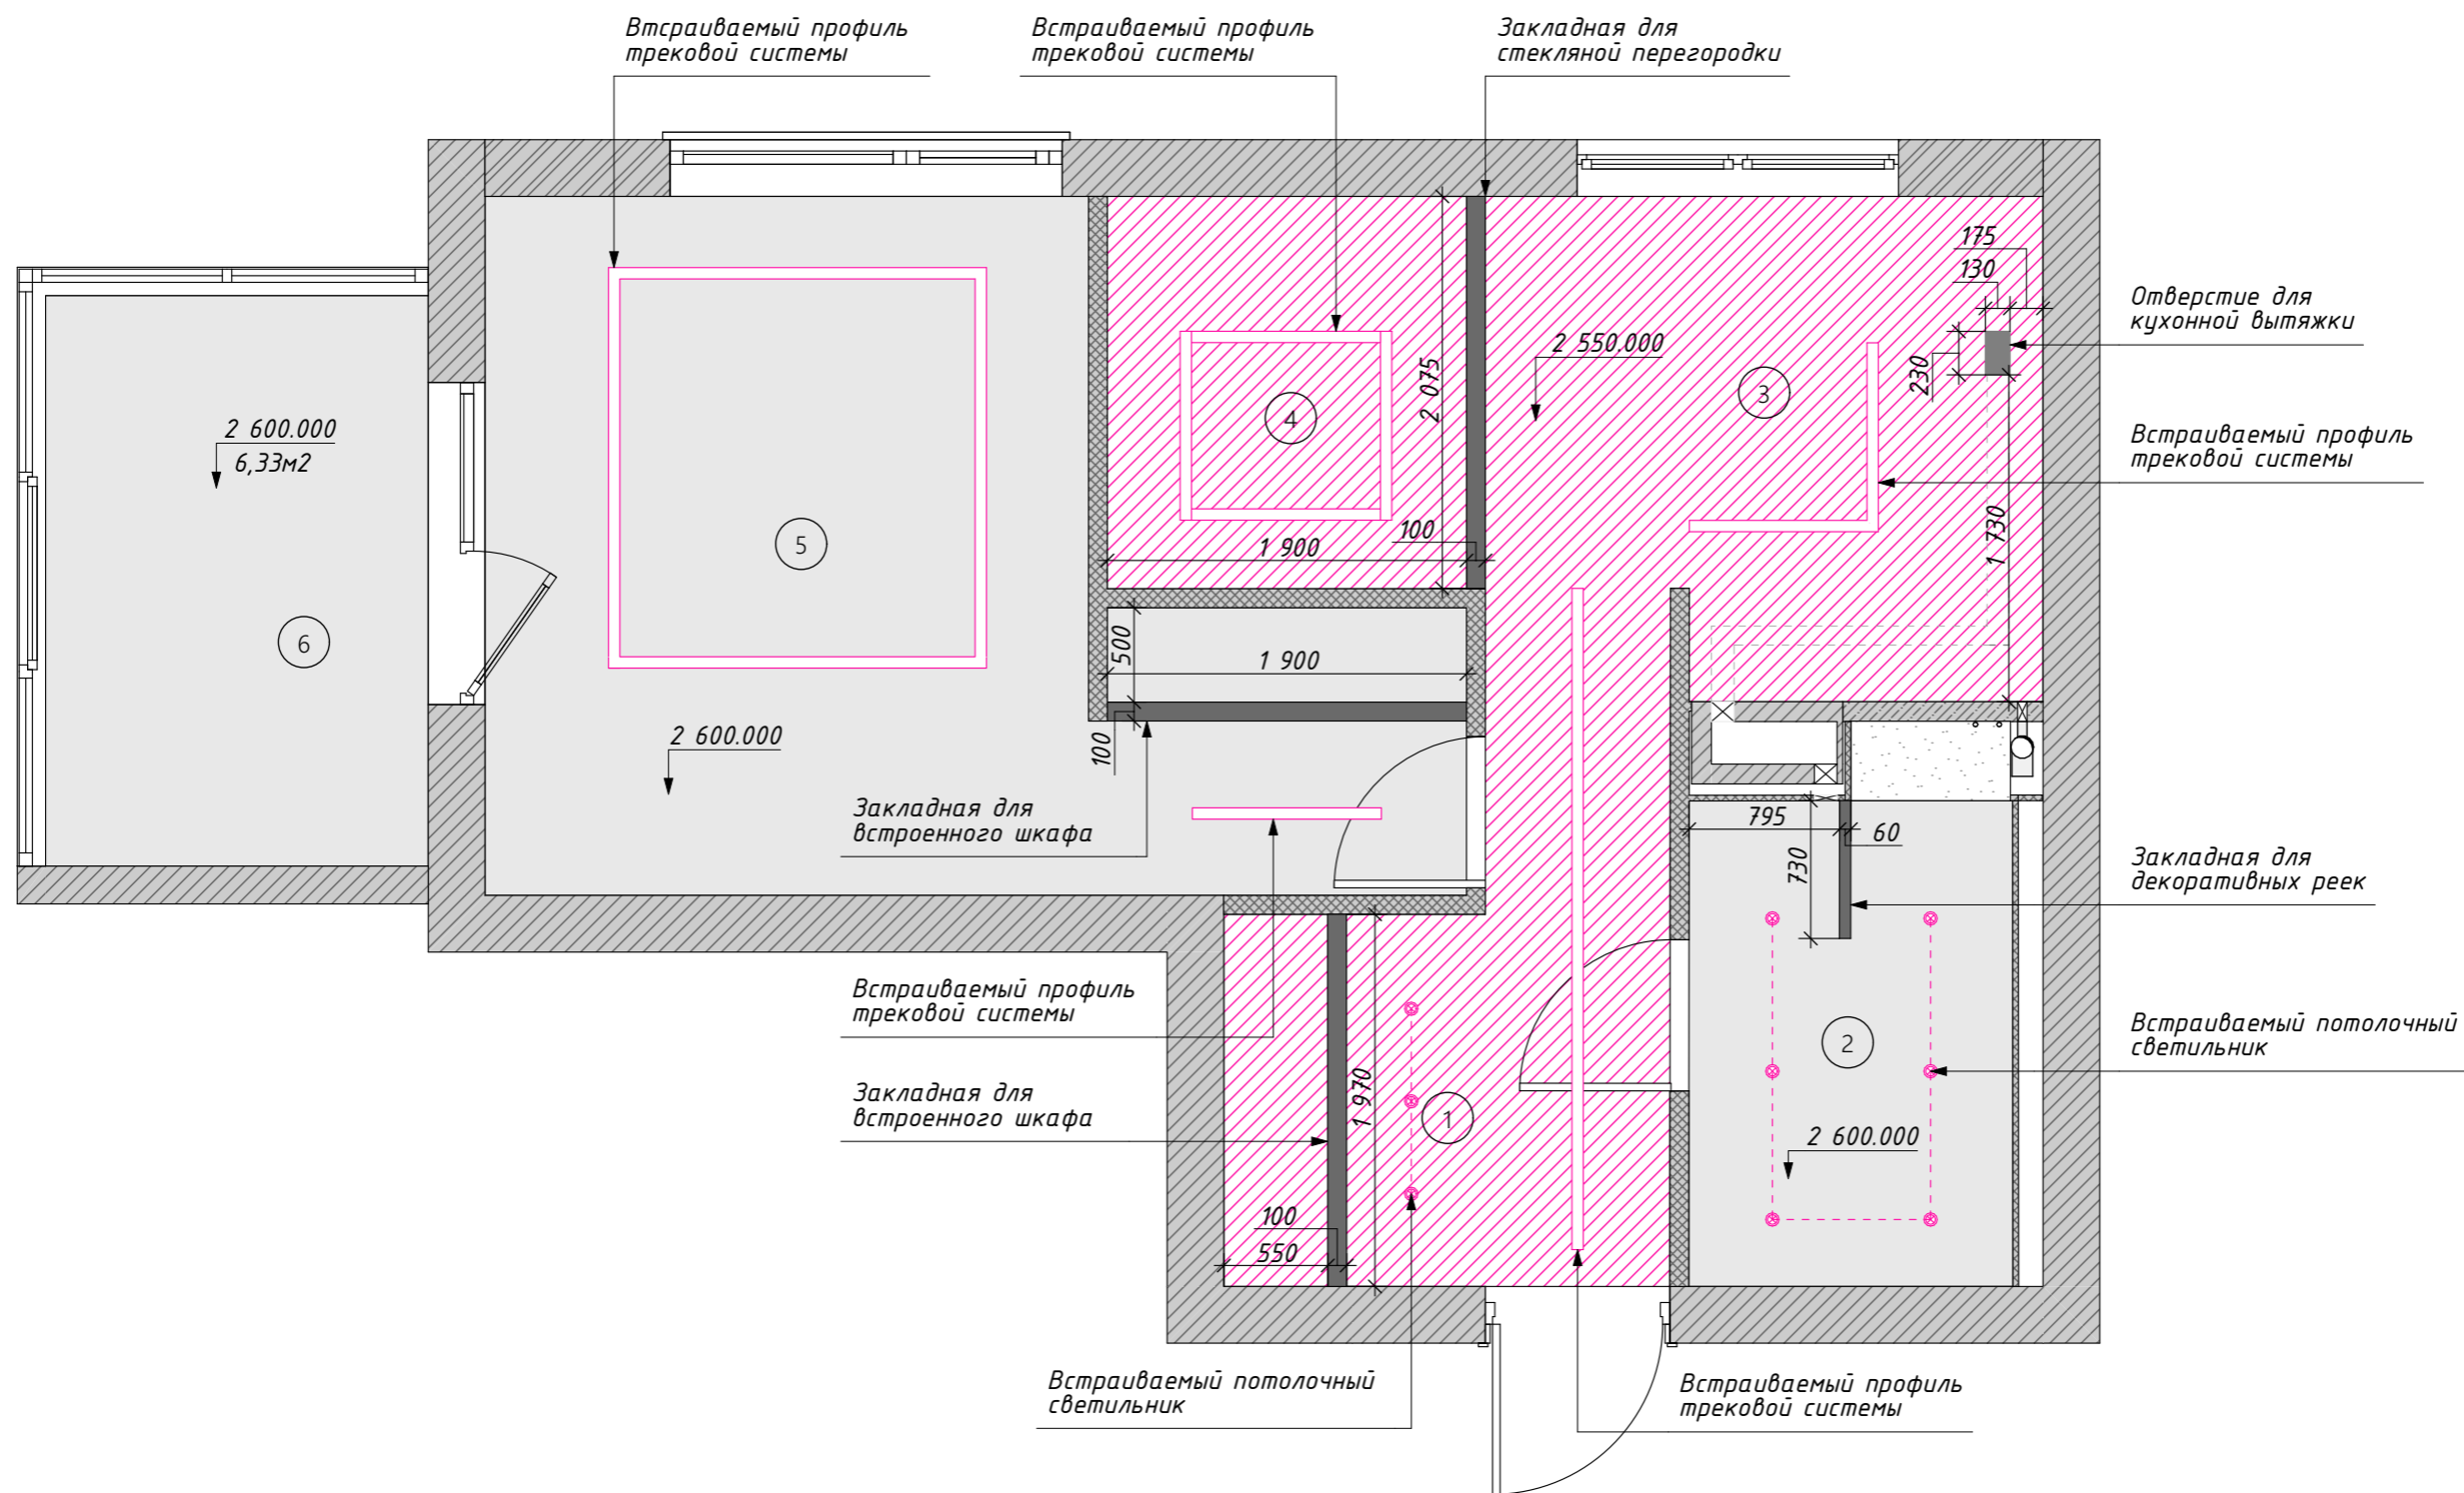 Втсраиваемый профиль
трековой системы
Встраиваемый профиль
трековой системы
Закладная для
стекляной перегородки
175
130
Отверстие для
кухонной вытяжки
2 550.000
230
3
4
2 075
2 600.000
6,33м2
Встраиваемый профиль
трековой системы
100
1 900
1 730
5
6
500
1 900
100
2 600.000
Закладная для
встроенного шкафа
795
60
730
Закладная для
декоративных реек
Встраиваемый профиль
трековой системы
Встраиваемый потолочный
светильник
2
Закладная для
встроенного шкафа
1 970
1
2 600.000
100
550
Встраиваемый потолочный
светильник
Встраиваемый профиль
трековой системы